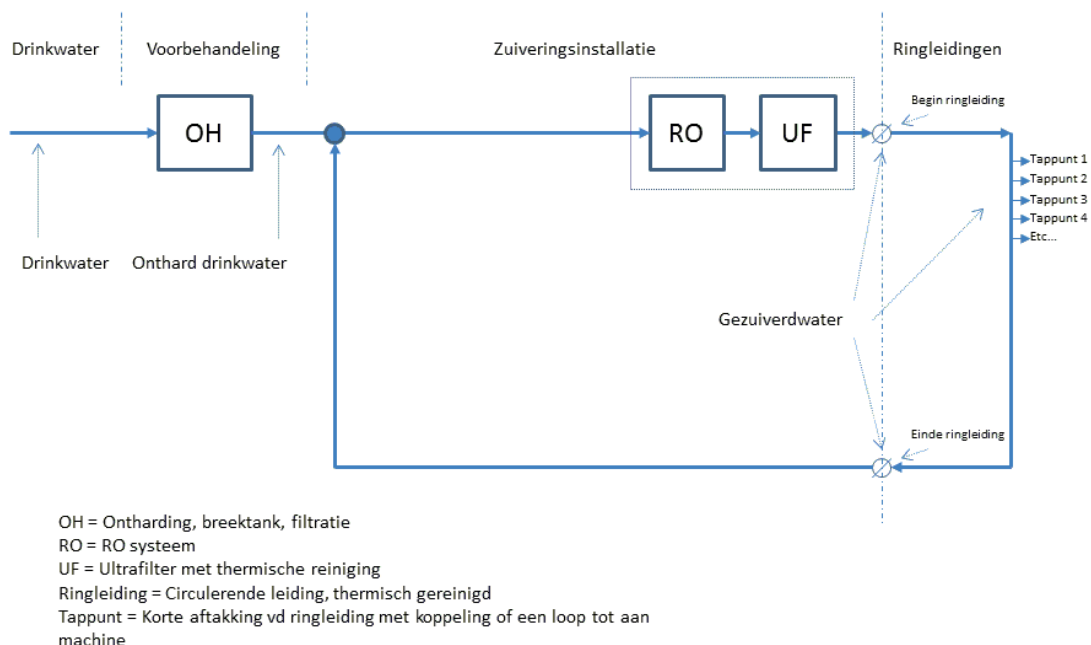 Drinkwater
Voorbehandeling
Zuiveringsinstallatie
Ringleidingen
Begin ringleiding
OH
RO
UF
Tappunt 1
Tappunt 2
Tappunt 3
Tappunt 4
Etc...
Drinkwater
Onthard drinkwater
Gezuiverdwater
Einde ringleiding
OH = Ontharding, breektank, filtratie
RO = RO systeem
UF = Ultrafilter met thermische reiniging
Ringleiding = Circulerende leiding, thermisch gereinigd
Tappunt = Korte aftakking vd ringleiding met koppeling of een loop tot aan
machine